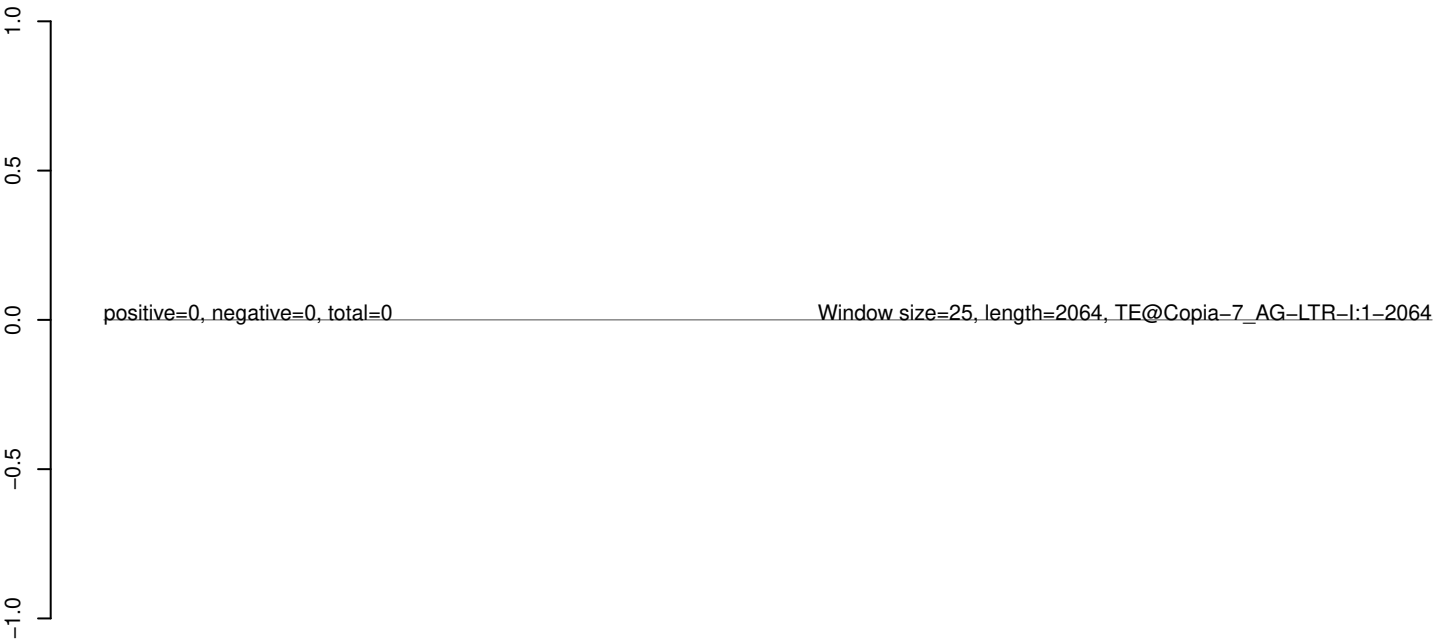 1.0
0.5
0.0
−0.5
−1.0
positive=0, negative=0, total=0
Window size=25, length=2064, TE@Copia−7_AG−LTR−I:1−2064